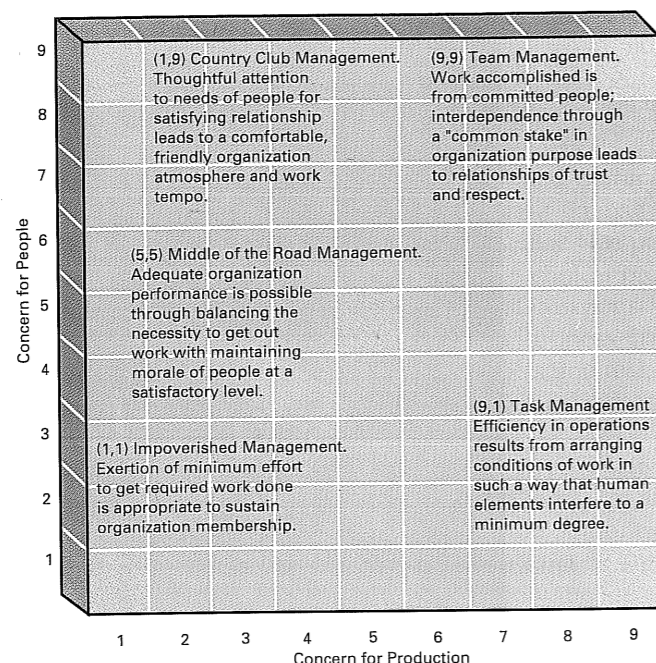 (1,9) Country Club Management.
Thoughtful attention
to needs of people for
satisfying relationship
leads to a comfortable,
friendly organization
atmosphere and work
tempo.
(9,9) Team Management.
Work accomplished is
from committed people;
interdependence through
a "common stake" in
organization purpose leads
to relationships of trust
and respect.
(5,5) Middle of the Road Management.
Adequate organization
performance is possible
through balancing the
necessity to get out
work with maintaining
morale of people at a
satisfactory level.
(9,1) Task Management
Efficiency in operations
results from arranging
conditions of work in
such a way that human
elements interfere to a
minimum degree.
(1,1) Impoverished Management.
Exertion of minimum effort
to get required work done
is appropriate to sustain
organization membership.
Concern for People
9
8
7
6
5
4
3
2
1
1 2 3 4 5 6 7 8 9
Concern for Production